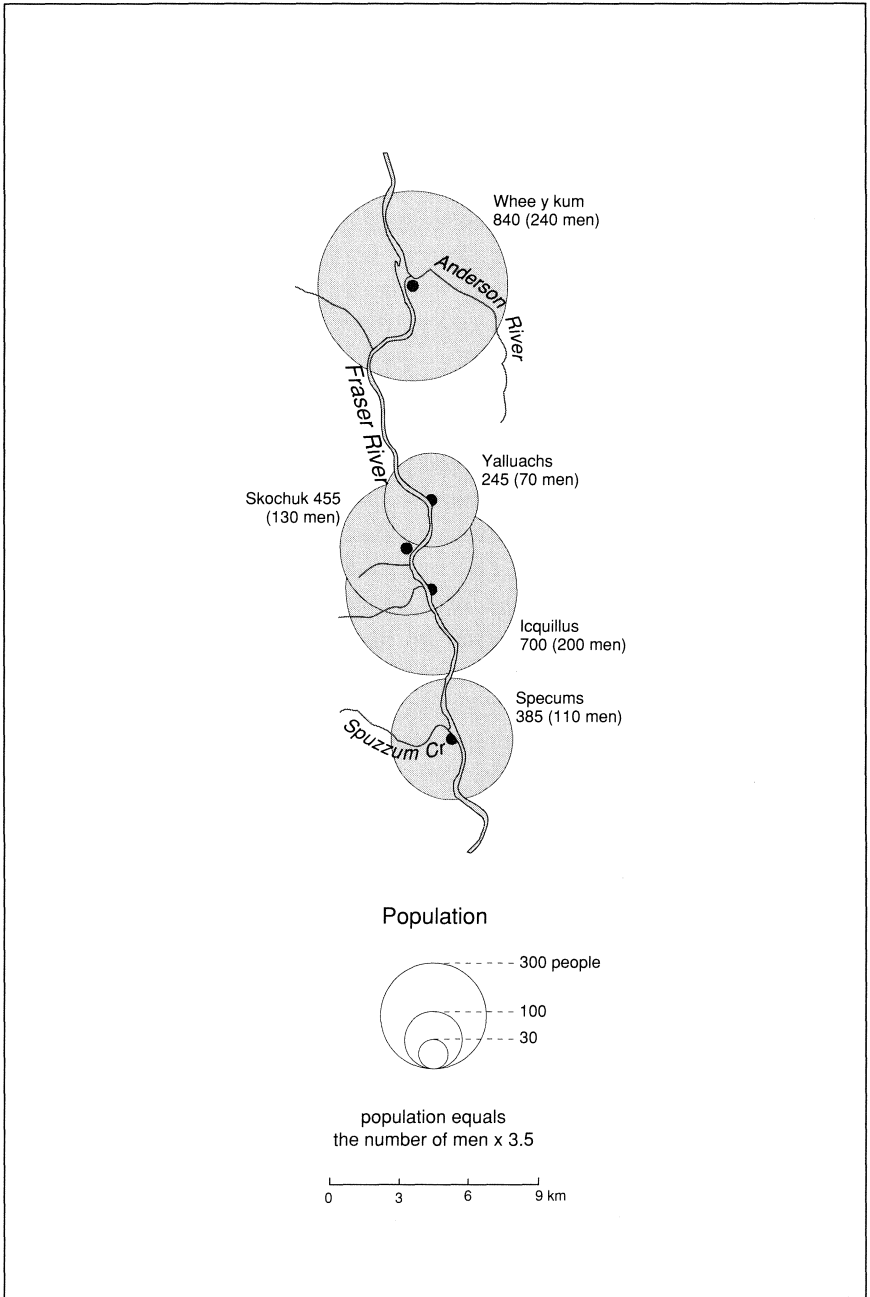 Whee y kum
840 (240 men)
Anderson River
Fraser River
Yalluachs
245 (70 men)
Skochuk 455
(130 men)
Icquillus
700 (200 men)
Specums
385 (110 men)
Spuzzum Cr
Population
300 people
100
30
population equals
the number of men x 3.5
0 3 6 9 km